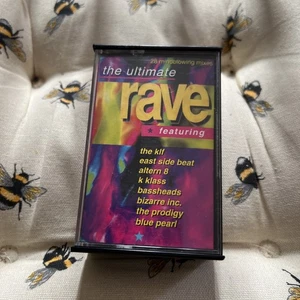 the ultimate
rave
featuring
the klf
east side beat
altern 8
k klass
bassheads
bizarre inc.
the prodigy
blue pearl